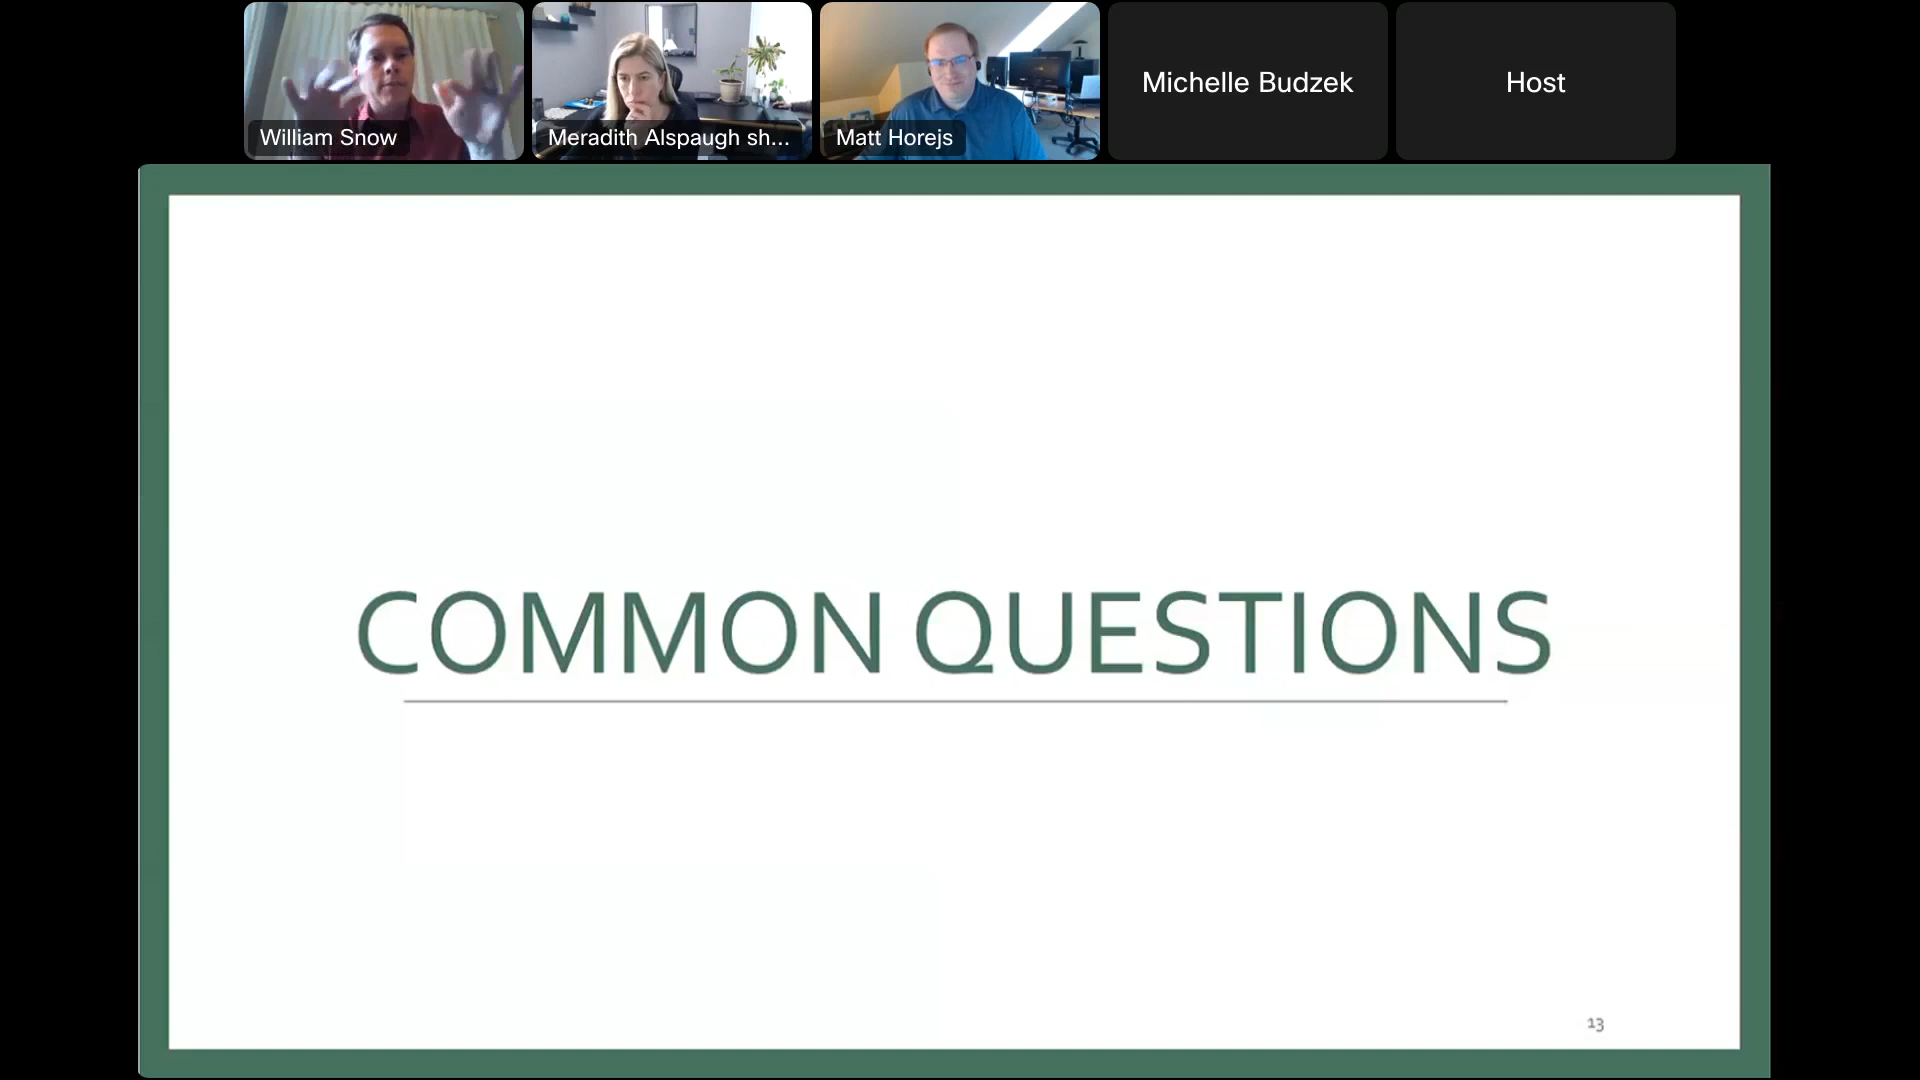 William Snow
Meradith Alspaugh sh...
Matt Horejs
Michelle Budzek
Host
COMMON QUESTIONS
13